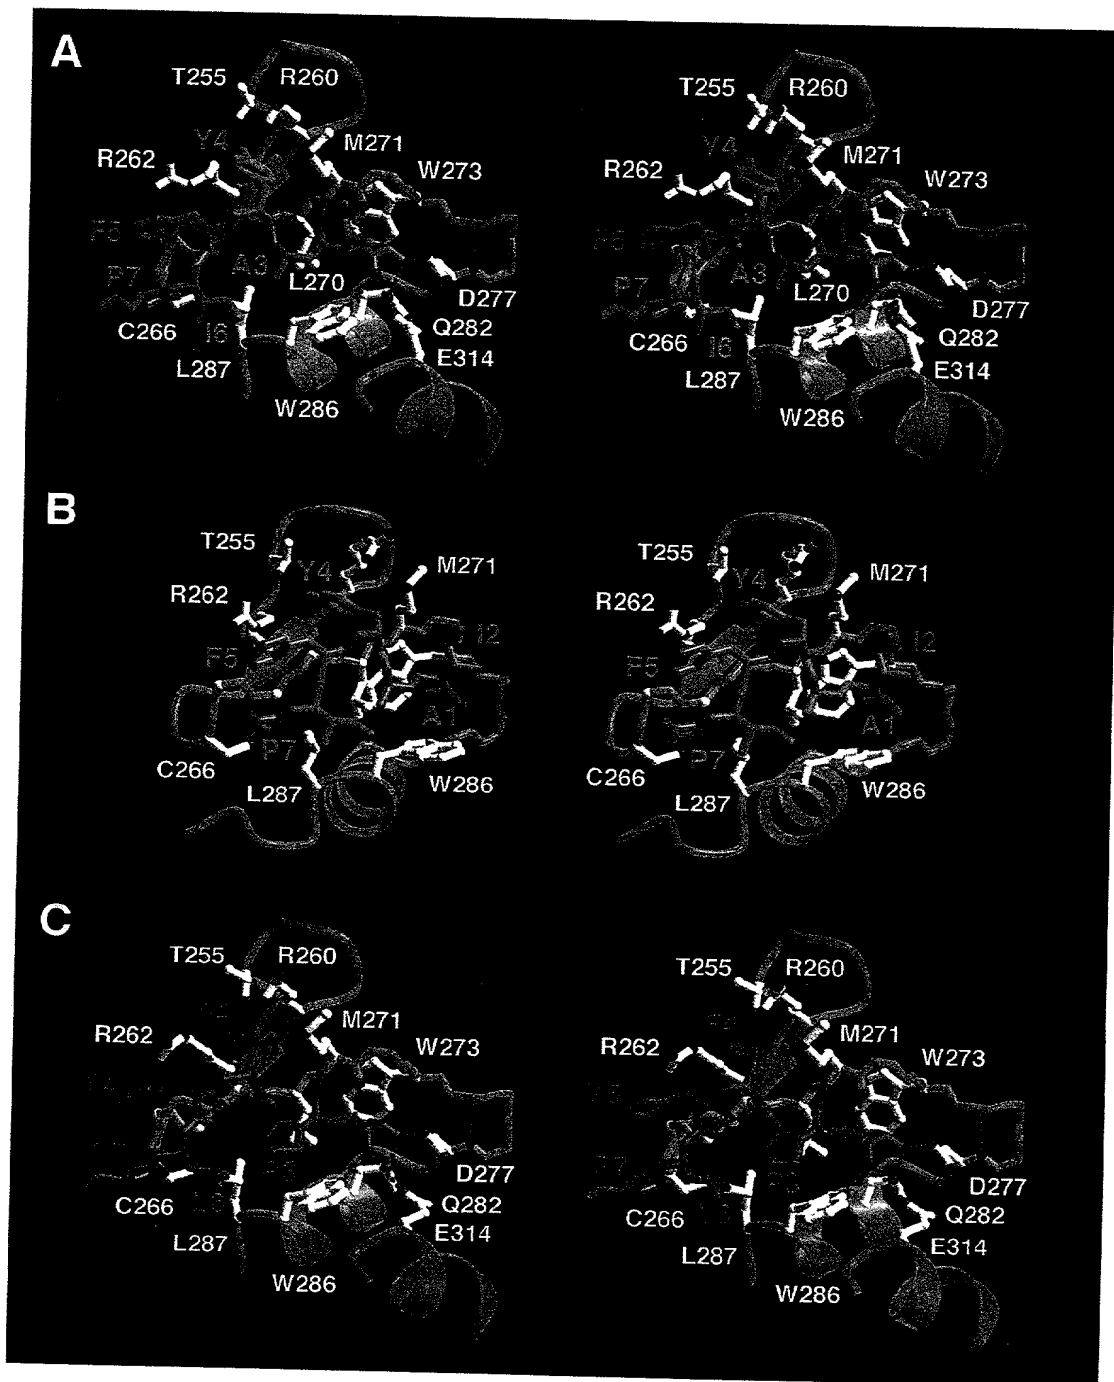 A
T255 R260 T255 R260
Y4 M271 Y4 M271
R262 W273 R262 W273
F5 F5
P7 A3 P7 A3
L270 D277 L270 D277
C266 I6 Q282 C266 I6 Q282
L287 E314 L287 E314
W286 W286
B
T255 Y4 M271 T255 Y4 M271
R262 I2 R262 I2
F5 F5
A1 A1
C266 P7 C266 P7
L287 W286 L287 W286
C
T255 R260 T255 R260
M271 M271
R262 W273 R262 W273
D277 D277
C266 Q282 C266 Q282
L287 E314 L287 E314
W286 W286